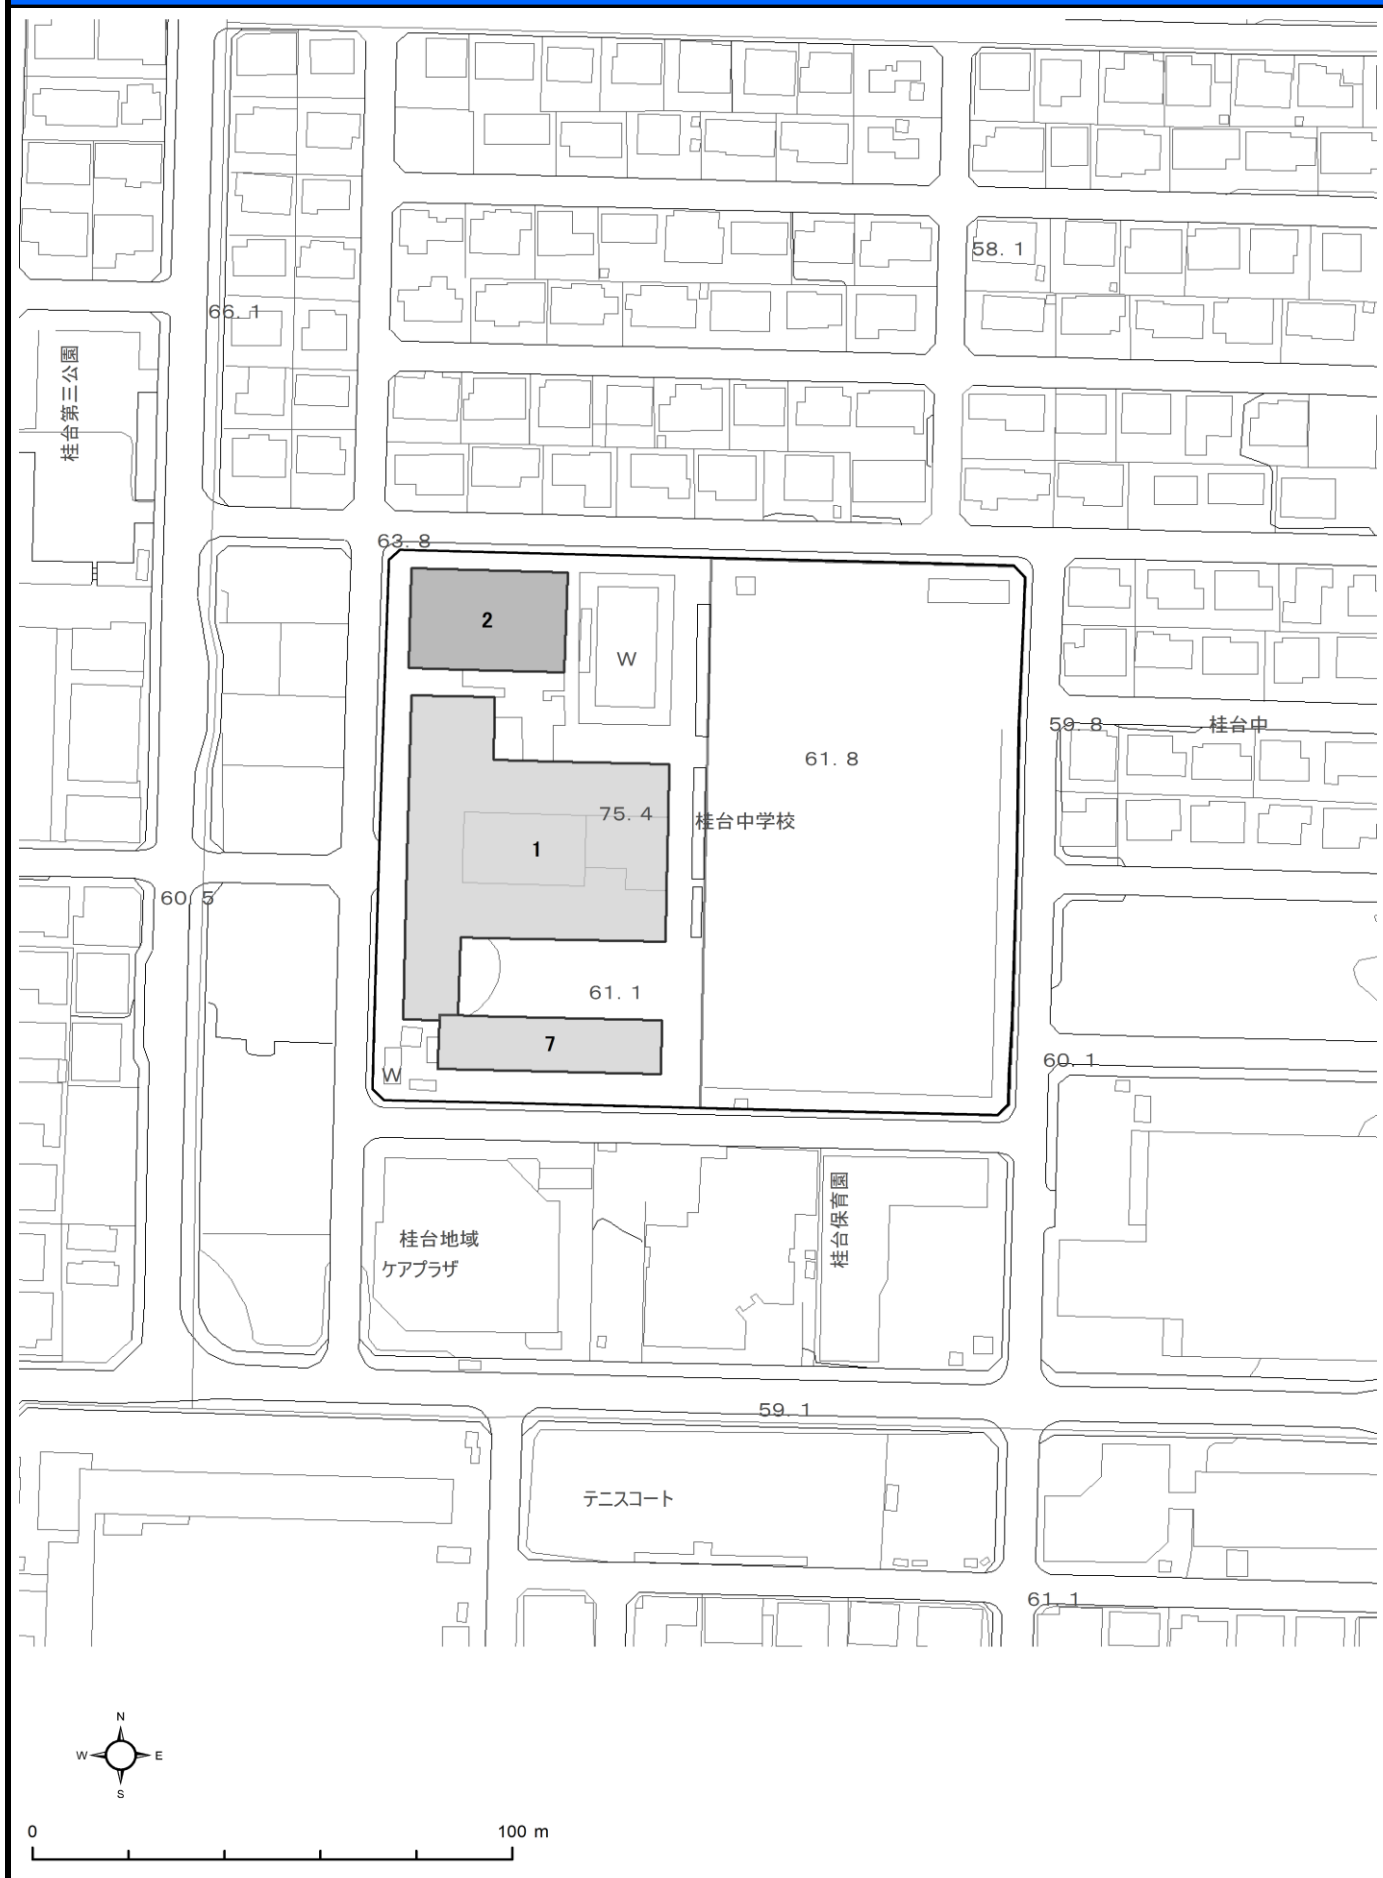 58. 1
66. 1
桂台第三公園
63. 8
2
W
59. 8
桂台中
61. 8
75. 4
桂台中学校
1
60. 5
61. 1
7
60. 1
W
桂台地域
ケアプラザ
桂台保育園
59. 1
テニスコート
61. 1
N
W
E
S
0
100 m